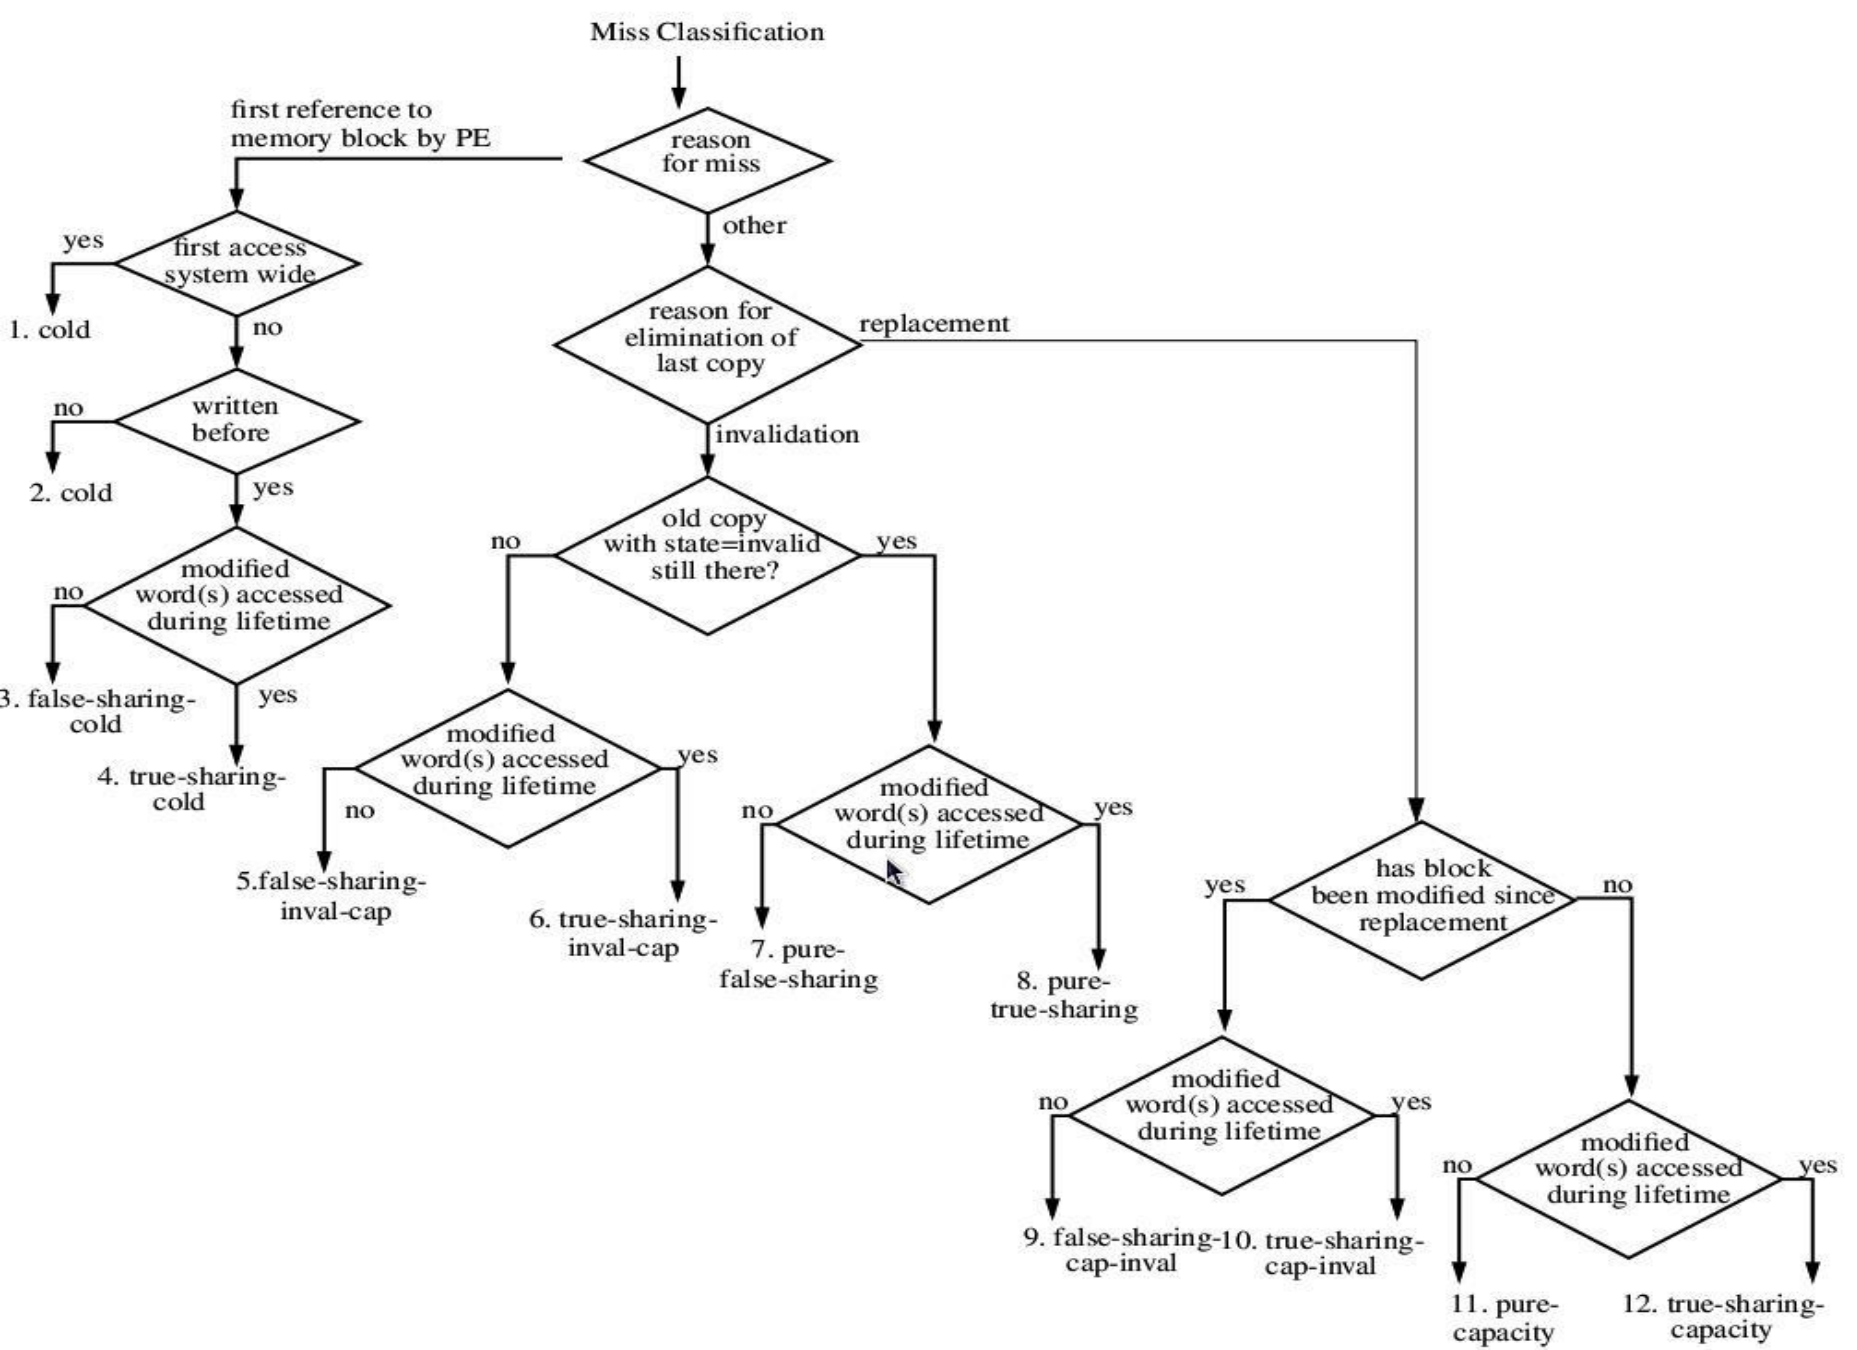 Miss Classification
first reference to
memory block by PE
reason
for miss
other
yes
first access
system wide
1. cold
no
reason for
elimination of
last copy
replacement
no
written
before
2. cold
yes
invalidation
old copy
with state=invalid
still there?
no
yes
no
modified
word(s) accessed
during lifetime
3. false-sharing-
cold
yes
4. true-sharing-
cold
modified
word(s) accessed
during lifetime
no
yes
5.false-sharing-
inval-cap
6. true-sharing-
inval-cap
no
modified
word(s) accessed
during lifetime
yes
7. pure-
false-sharing
8. pure-
true-sharing
yes
has block
been modified since
replacement
no
no
modified
word(s) accessed
during lifetime
yes
9. false-sharing-
cap-inval
10. true-sharing-
cap-inval
no
modified
word(s) accessed
during lifetime
yes
11. pure-
capacity
12. true-sharing-
capacity